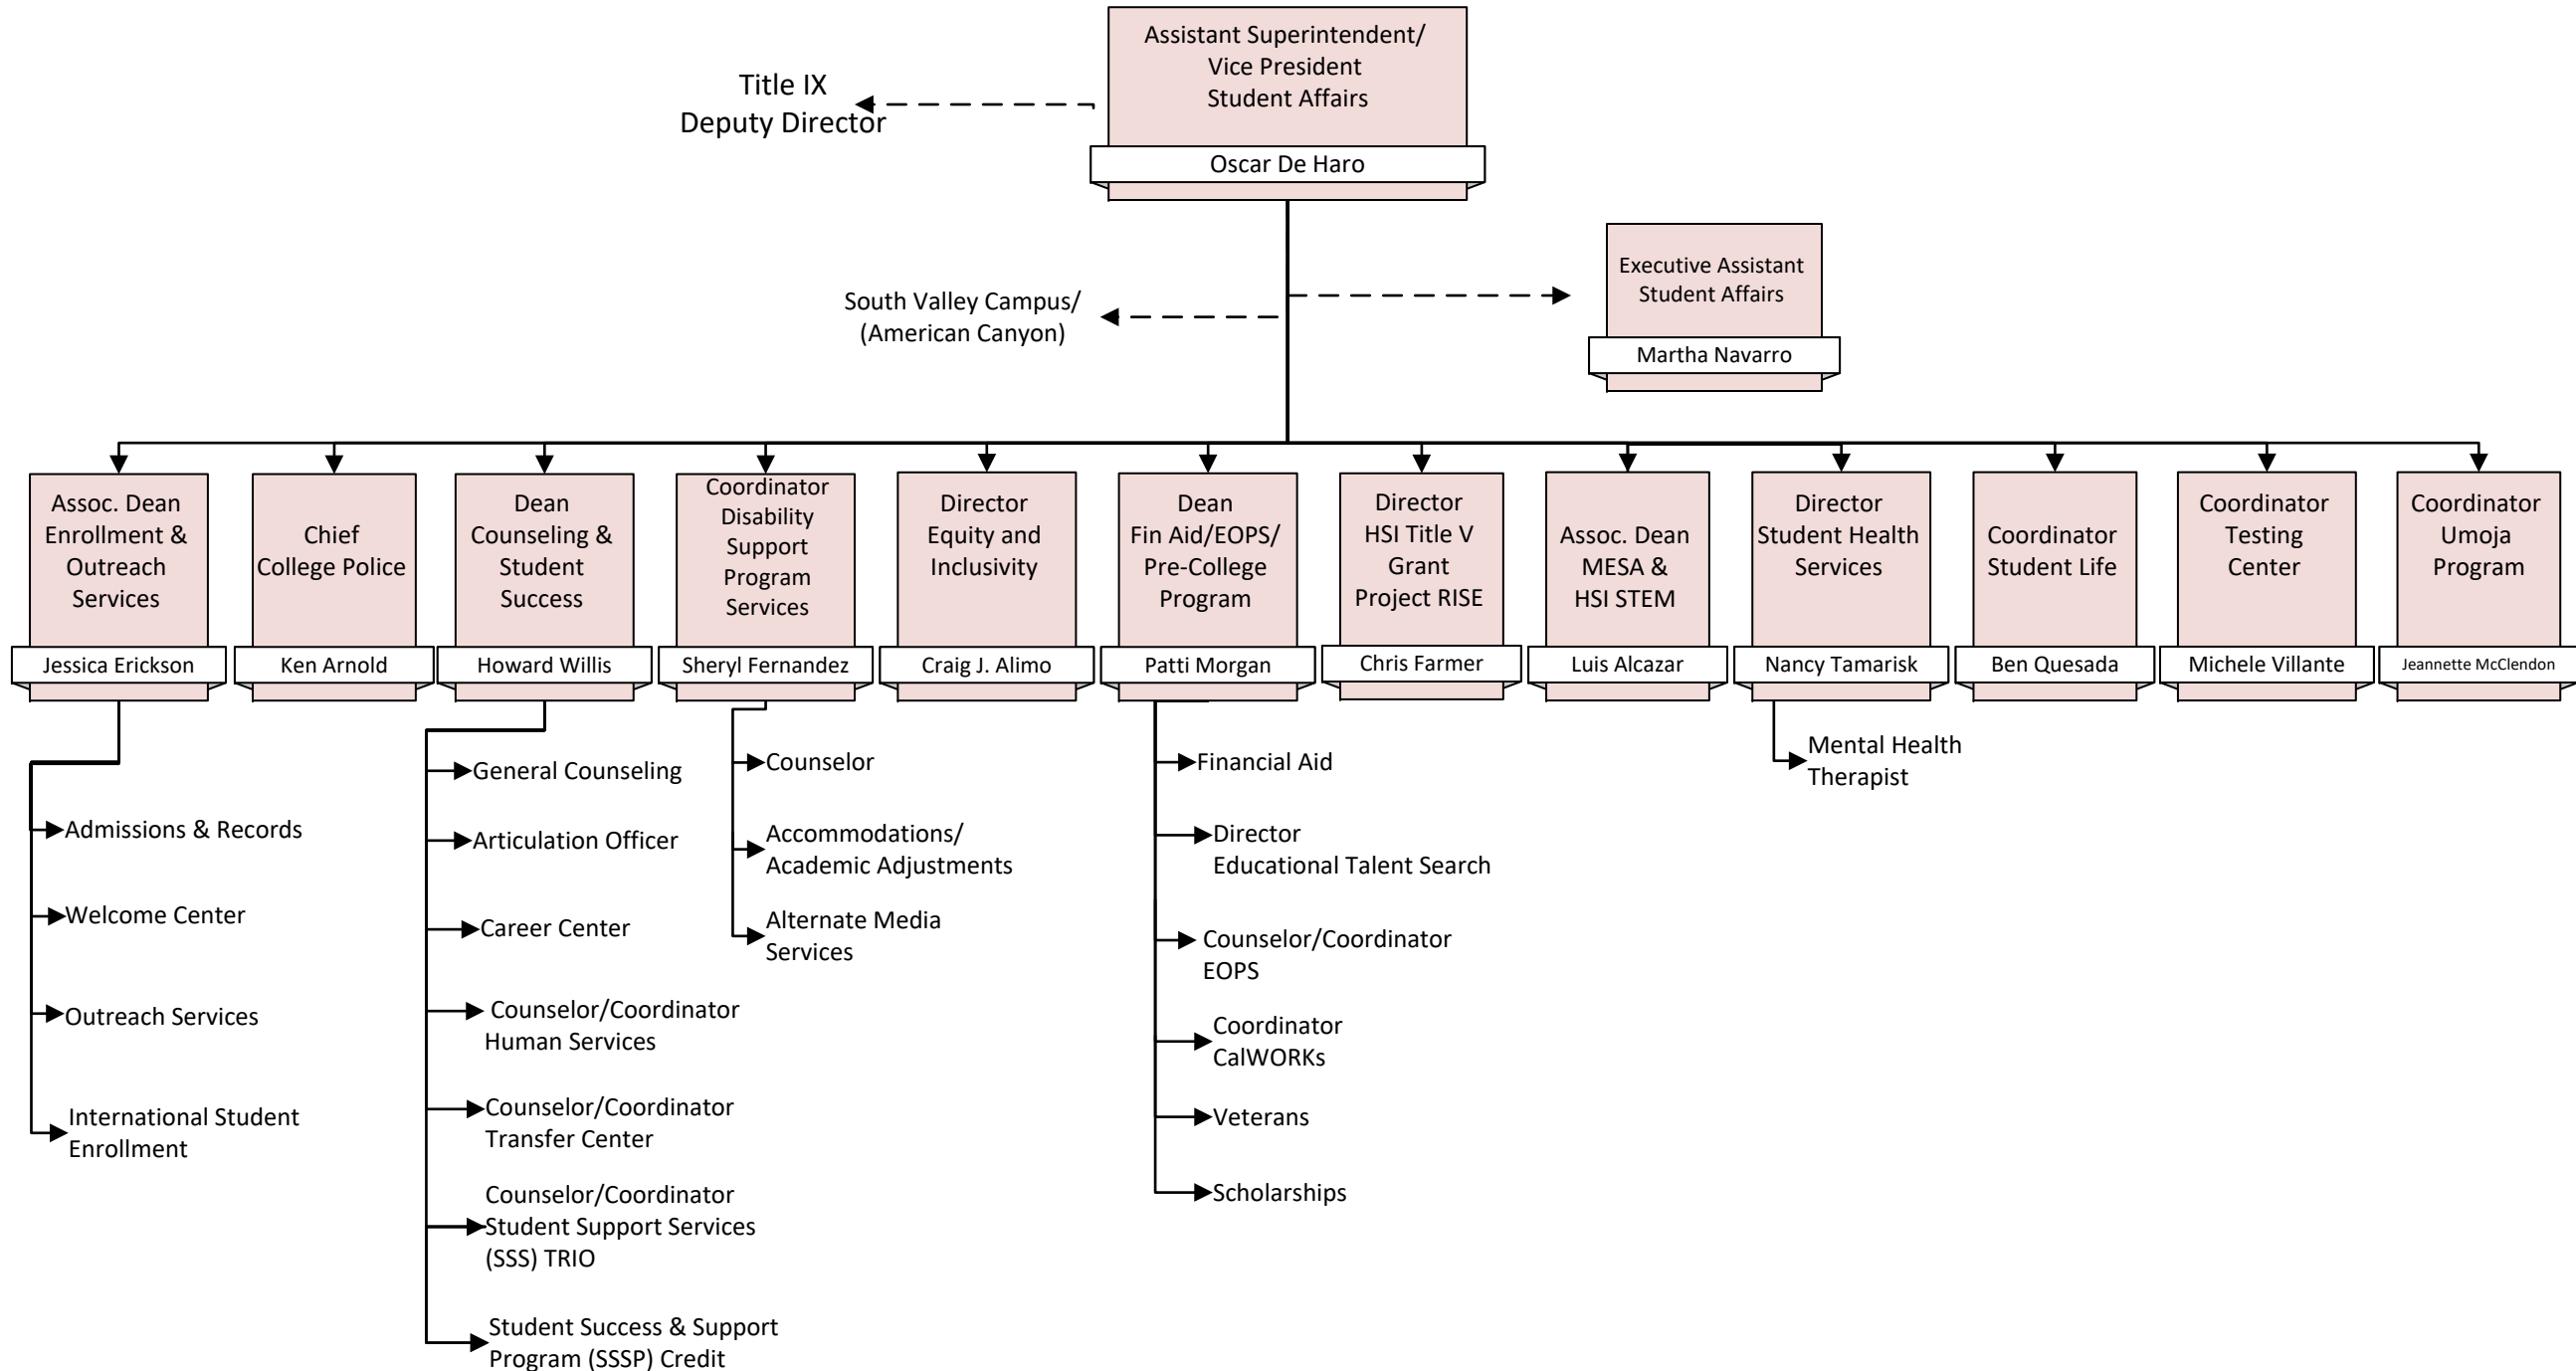 Assistant Superintendent/
Vice President
Student Affairs
Oscar De Haro
Title IX
Deputy Director
Executive Assistant
Student Affairs
Martha Navarro
South Valley Campus/
(American Canyon)
Assoc. Dean
Enrollment &
Outreach
Services
Jessica Erickson
Chief
College Police
Ken Arnold
Dean
Counseling &
Student
Success
Howard Willis
Coordinator
Disability
Support
Program
Services
Sheryl Fernandez
Director
Equity and
Inclusivity
Craig J. Alimo
Dean
Fin Aid/EOPS/
Pre-College
Program
Patti Morgan
Director
HSI Title V
Grant
Project RISE
Chris Farmer
Assoc. Dean
MESA &
HSI STEM
Luis Alcazar
Director
Student Health
Services
Nancy Tamarisk
Coordinator
Student Life
Ben Quesada
Coordinator
Testing
Center
Michele Villante
Coordinator
Umoja
Program
Jeannette McClendon
Admissions & Records
Welcome Center
Outreach Services
International Student
Enrollment
General Counseling
Articulation Officer
Career Center
Counselor/Coordinator
Human Services
Counselor/Coordinator
Transfer Center
Counselor/Coordinator
Student Support Services
(SSS) TRIO
Student Success & Support
Program (SSSP) Credit
Counselor
Accommodations/
Academic Adjustments
Alternate Media
Services
Financial Aid
Director
Educational Talent Search
Counselor/Coordinator
EOPS
Coordinator
CalWORKs
Veterans
Scholarships
Mental Health
Therapist